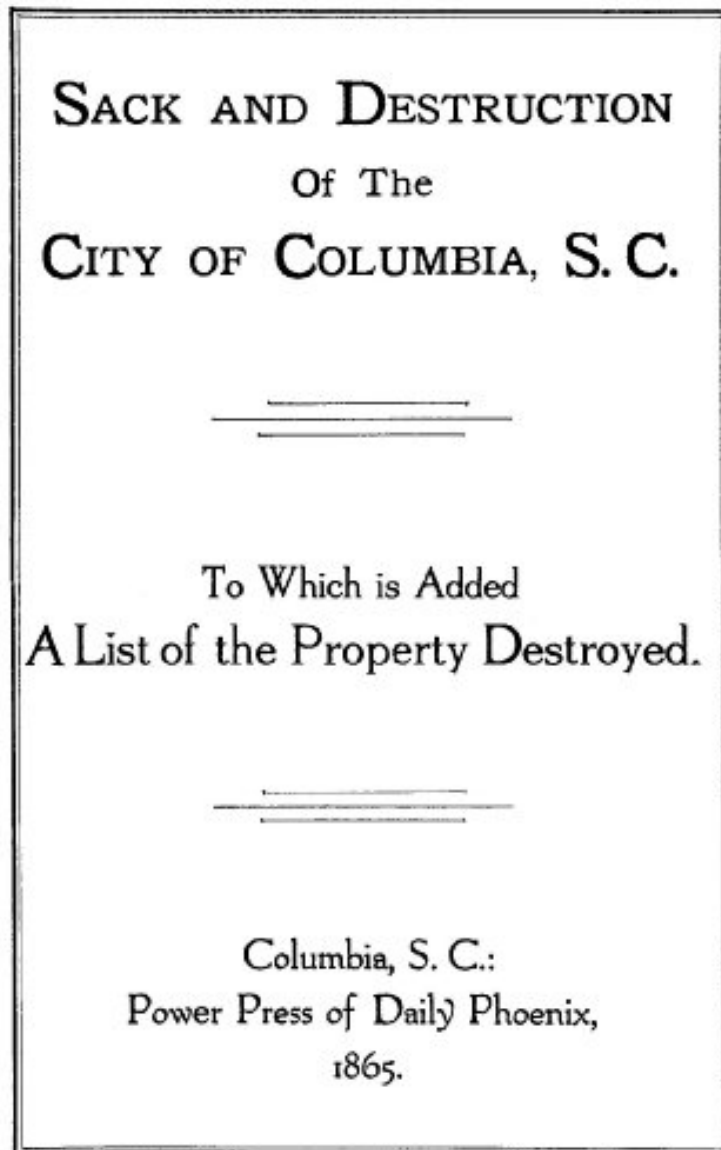 SACK AND DESTRUCTION
Of The
CITY OF COLUMBIA, S. C.
To Which is Added
A List of the Property Destroyed.
Columbia, S. C.:
Power Press of Daily Phoenix,
1865.